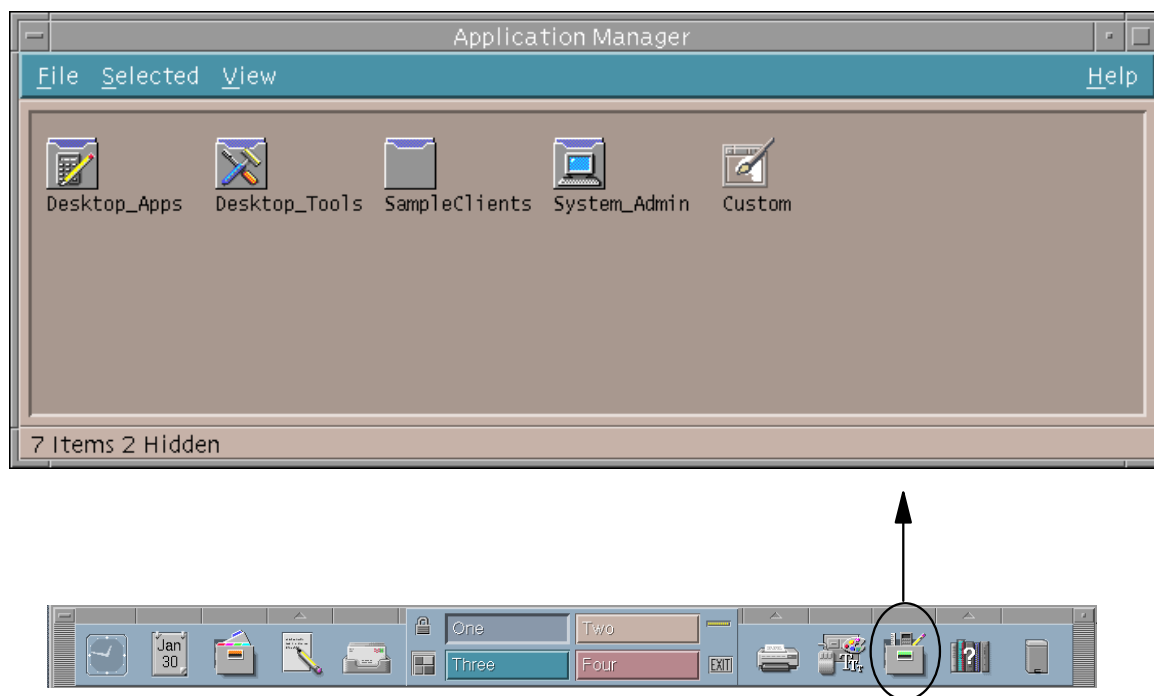 Application Manager
File Selected View Help
Desktop_Apps Desktop_Tools SampleClients System_Admin Custom
7 Items 2 Hidden
One Two
Jan
30
Three Four EXIT
?